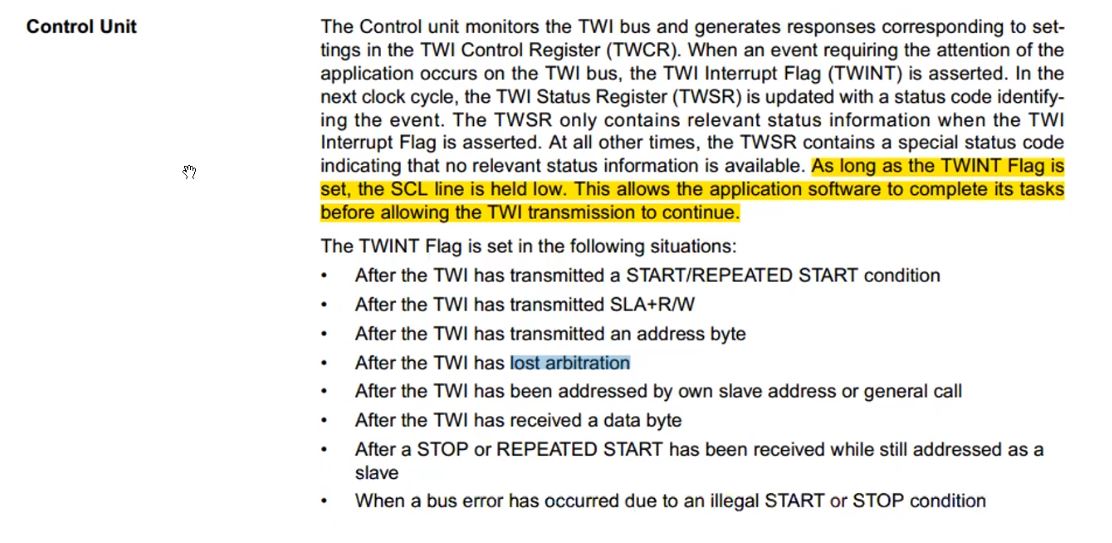 Control Unit
The Control unit monitors the TWI bus and generates responses corresponding to set-
tings in the TWI Control Register (TWCR). When an event requiring the attention of the
application occurs on the TWI bus, the TWI Interrupt Flag (TWINT) is asserted. In the
next clock cycle, the TWI Status Register (TWSR) is updated with a status code identify-
ing the event. The TWSR only contains relevant status information when the TWI
Interrupt Flag is asserted. At all other times, the TWSR contains a special status code
indicating that no relevant status information is available. As long as the TWINT Flag is
set, the SCL line is held low. This allows the application software to complete its tasks
before allowing the TWI transmission to continue.
The TWINT Flag is set in the following situations:
• After the TWI has transmitted a START/REPEATED START condition
• After the TWI has transmitted SLA+R/W
• After the TWI has transmitted an address byte
• After the TWI has lost arbitration
• After the TWI has been addressed by own slave address or general call
• After the TWI has received a data byte
• After a STOP or REPEATED START has been received while still addressed as a
slave
• When a bus error has occurred due to an illegal START or STOP condition